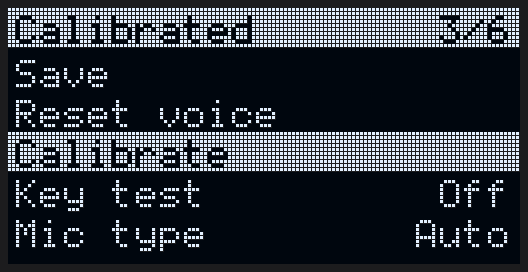 Calibrated 3/6
Save
Reset voice
Calibrate
Key test Off
Mic type Auto